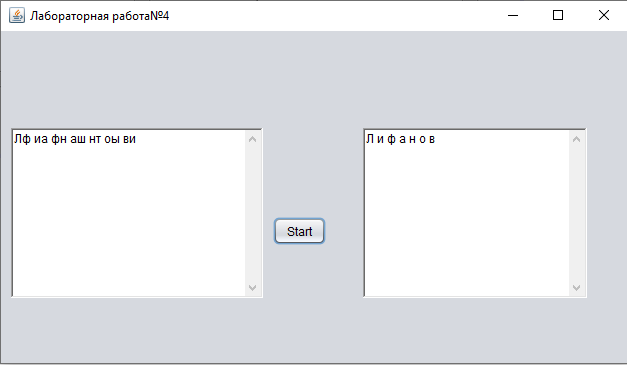 Лабораторная работа№4
Лф иа фн аш нт оы ви
Л и ф а н о в
Start